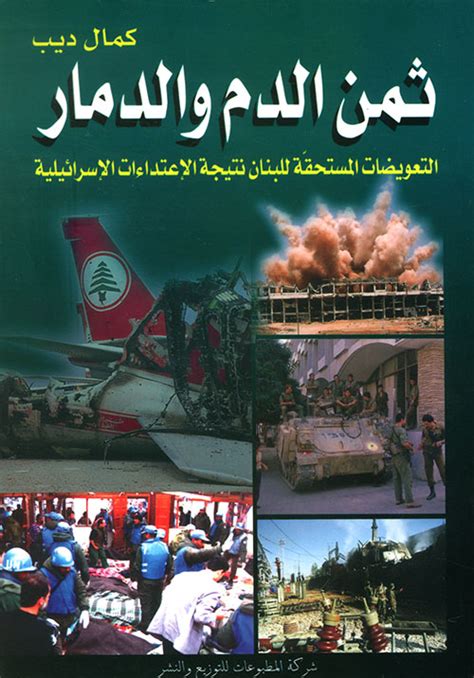 كمال ديب
ثمن الدم والدمار
التعويضات المستحقّة للبنان نتيجة الإعتداءات الإسرائيلية
شركة المطبوعات للتوزيع والنشر